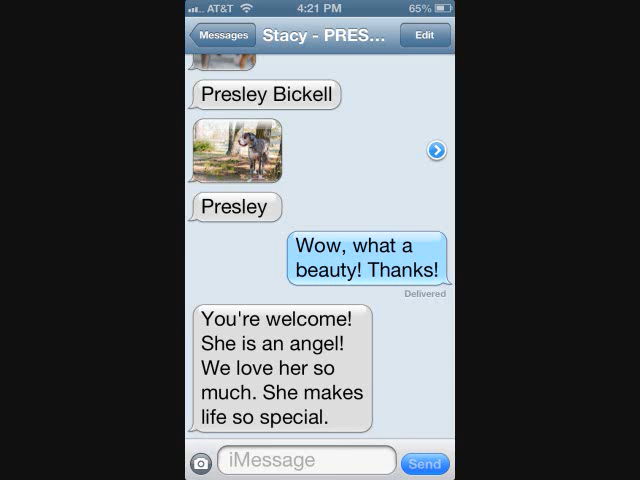 AT&T 4:21 PM 65%
Messages Stacy - PRES... Edit
Presley Bickell
Presley
Wow, what a
beauty! Thanks!
Delivered
You're welcome!
She is an angel!
We love her so
much. She makes
life so special.
iMessage Send